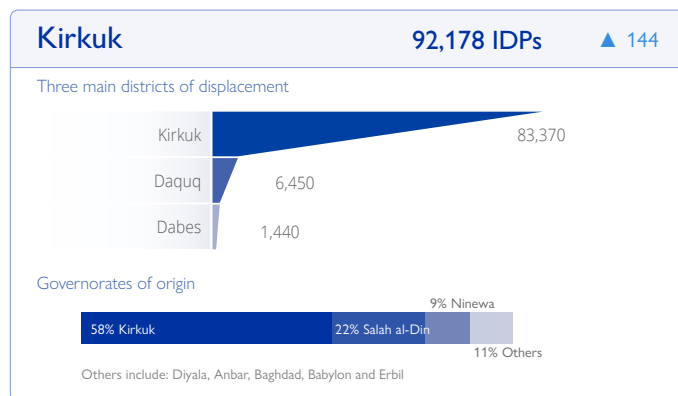 Kirkuk 92,178 IDPs ▲ 144
Three main districts of displacement
Kirkuk 83,370
Daquq 6,450
Dabes 1,440
Governorates of origin
9% Ninewa
58% Kirkuk 22% Salah al-Din
11% Others
Others include: Diyala, Anbar, Baghdad, Babylon and Erbil